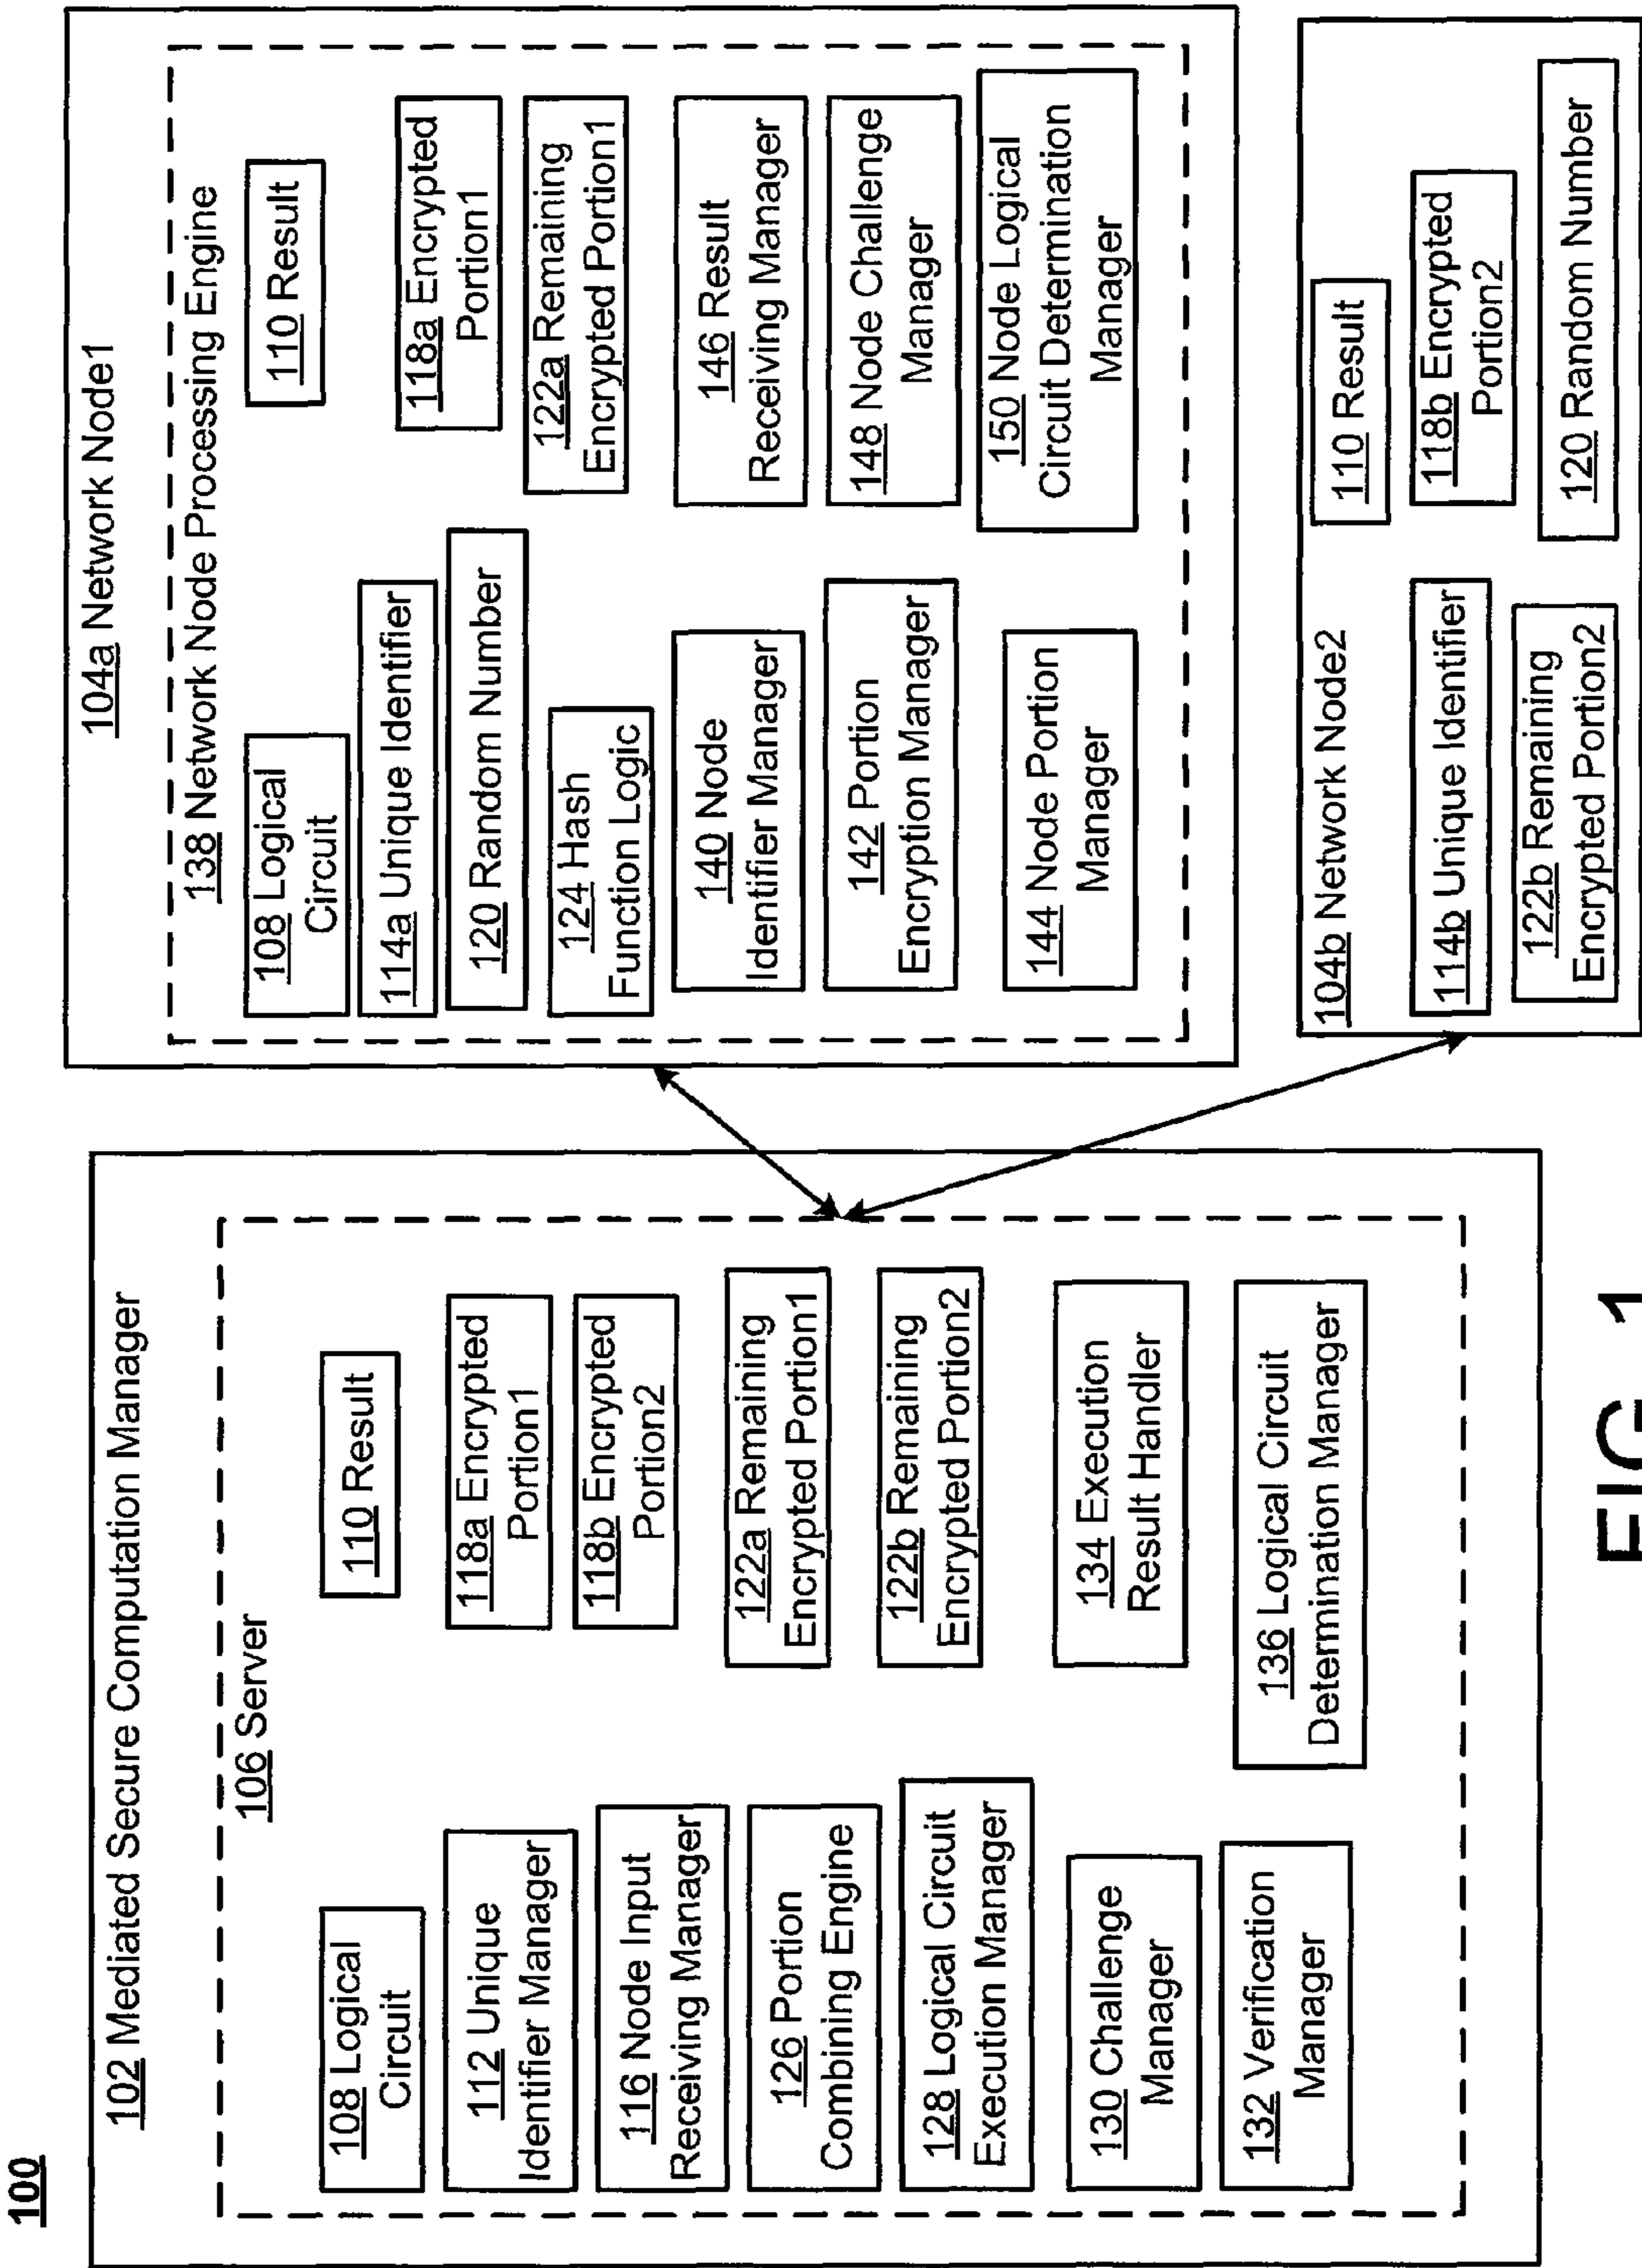 100
102 Mediated Secure Computation Manager
106 Server
108 Logical
Circuit
112 Unique
Identifier Manager
116 Node Input
Receiving Manager
126 Portion
Combining Engine
128 Logical Circuit
Execution Manager
130 Challenge
Manager
132 Verification
Manager
110 Result
118a Encrypted
Portion1
118b Encrypted
Portion2
122a Remaining
Encrypted Portion1
122b Remaining
Encrypted Portion2
134 Execution
Result Handler
136 Logical Circuit
Determination Manager
104a Network Node1
138 Network Node Processing Engine
108 Logical
Circuit
114a Unique Identifier
120 Random Number
124 Hash
Function Logic
140 Node
Identifier Manager
142 Portion
Encryption Manager
144 Node Portion
Manager
110 Result
118a Encrypted
Portion1
122a Remaining
Encrypted Portion1
146 Result
Receiving Manager
148 Node Challenge
Manager
150 Node Logical
Circuit Determination
Manager
104b Network Node2
114b Unique Identifier
122b Remaining
Encrypted Portion2
110 Result
118b Encrypted
Portion2
120 Random Number
FIG. 1